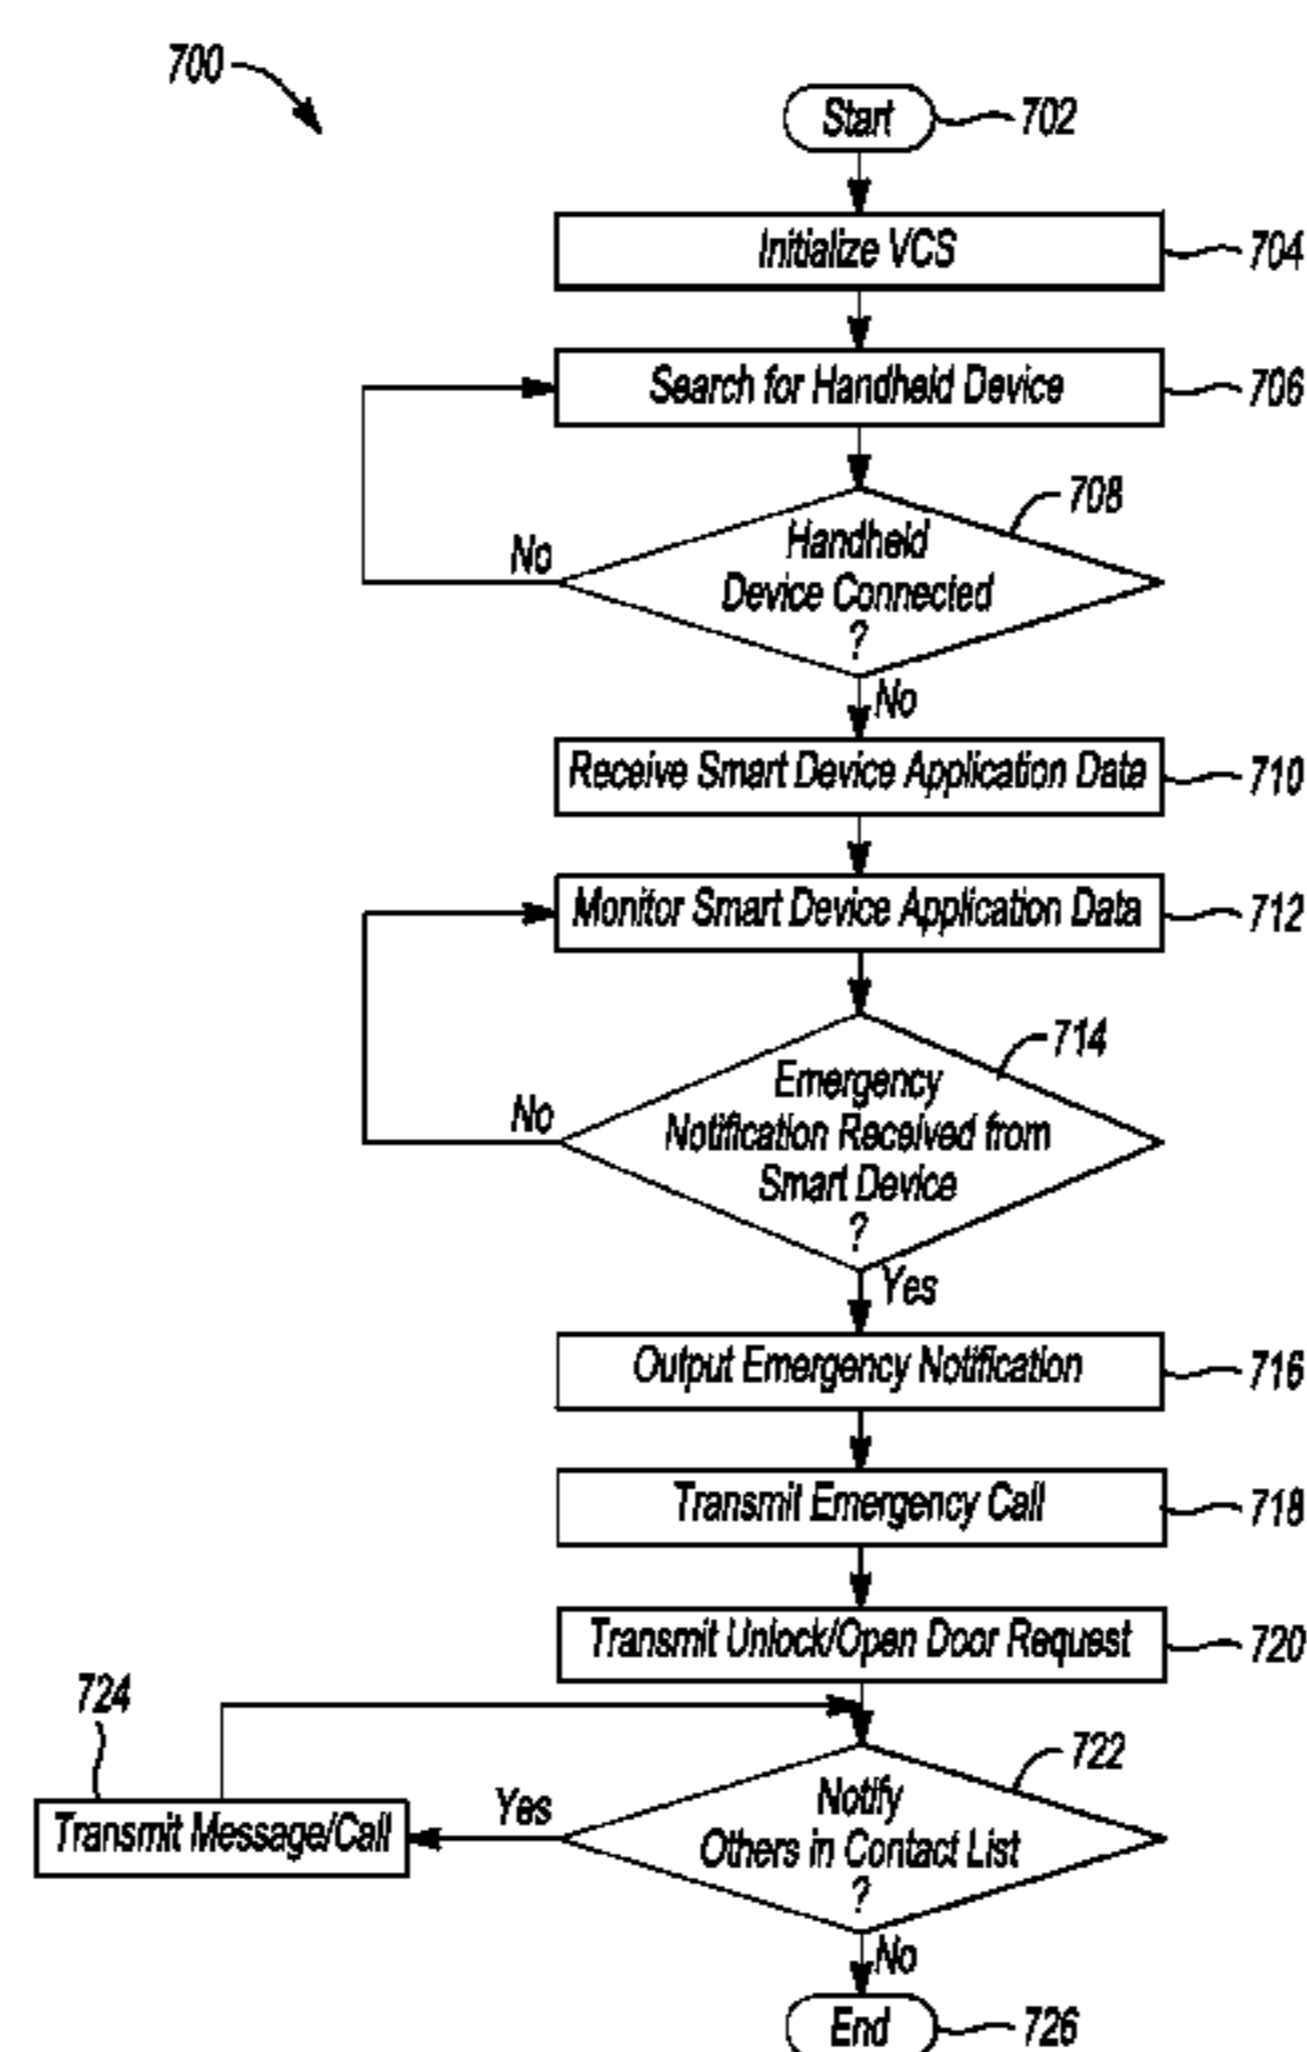 700
Start
702
Initialize VCS
704
Search for Handheld Device
706
708
Handheld
Device Connected
?
No
No
Receive Smart Device Application Data
710
Monitor Smart Device Application Data
712
714
Emergency
Notification Received from
Smart Device
?
No
Yes
Output Emergency Notification
716
Transmit Emergency Call
718
Transmit Unlock/Open Door Request
720
724
722
Notify
Others in Contact List
?
Yes
Transmit Message/Call
No
End
726